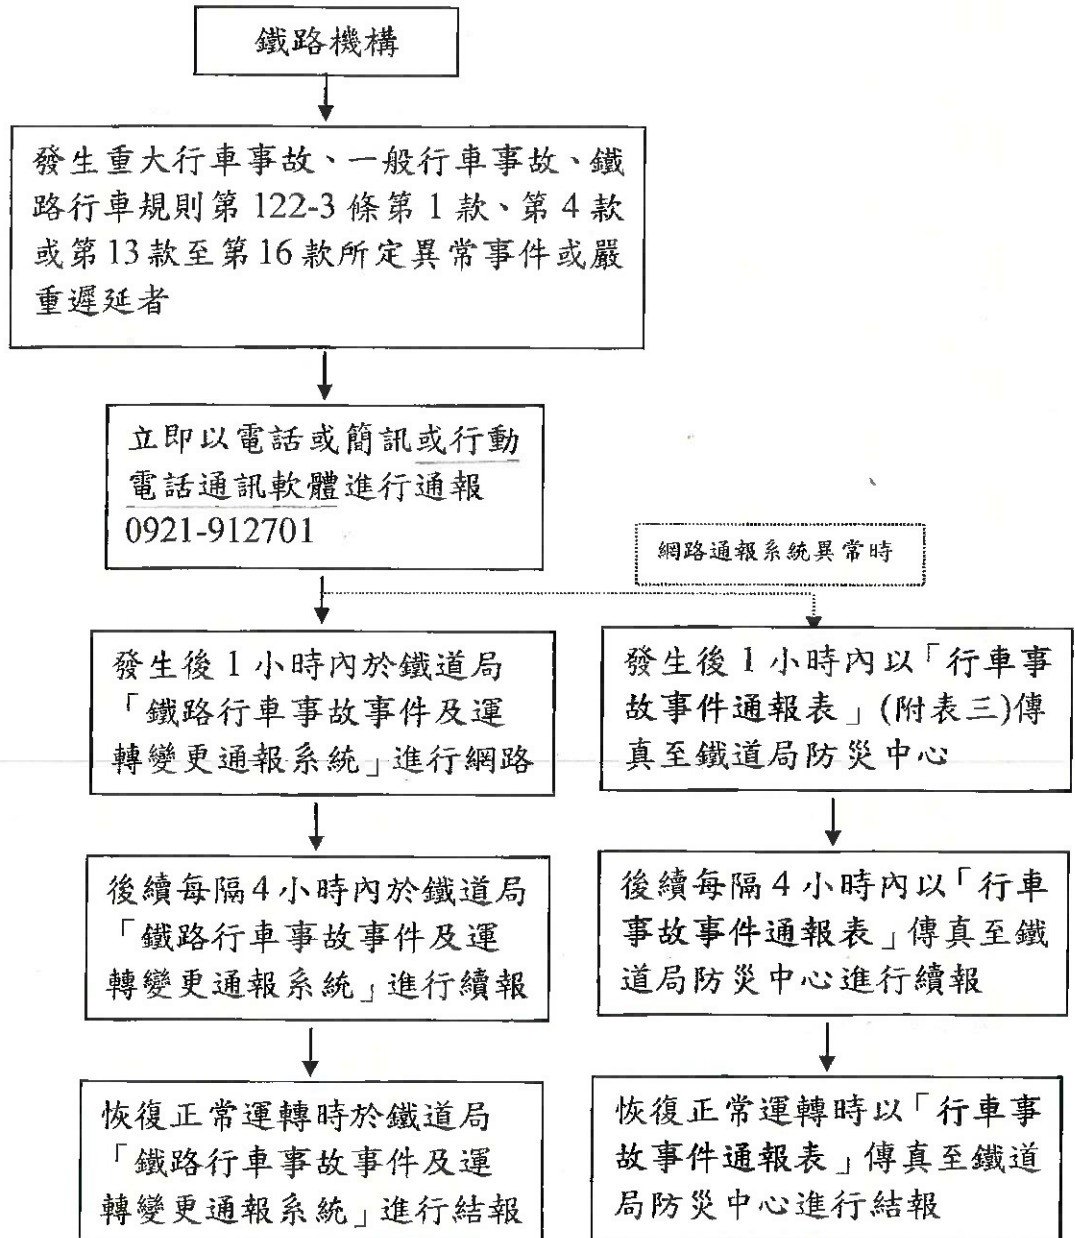 鐵路機構
發生重大行車事故、一般行車事故、鐵
路行車規則第 122-3 條第 1 款、第 4 款
或第 13 款至第 16 款所定異常事件或嚴
重遲延者
立即以電話或簡訊或行動
電話通訊軟體進行通報
0921-912701
網路通報系統異常時
發生後 1 小時內於鐵道局
「鐵路行車事故事件及運
轉變更通報系統」進行網路
發生後 1 小時內以「行車事
故事件通報表」(附表三)傳
真至鐵道局防災中心
後續每隔 4 小時內於鐵道局
「鐵路行車事故事件及運
轉變更通報系統」進行續報
後續每隔 4 小時內以「行車
事故事件通報表」傳真至鐵
道局防災中心進行續報
恢復正常運轉時於鐵道局
「鐵路行車事故事件及運
轉變更通報系統」進行結報
恢復正常運轉時以「行車事
故事件通報表」傳真至鐵道
局防災中心進行結報